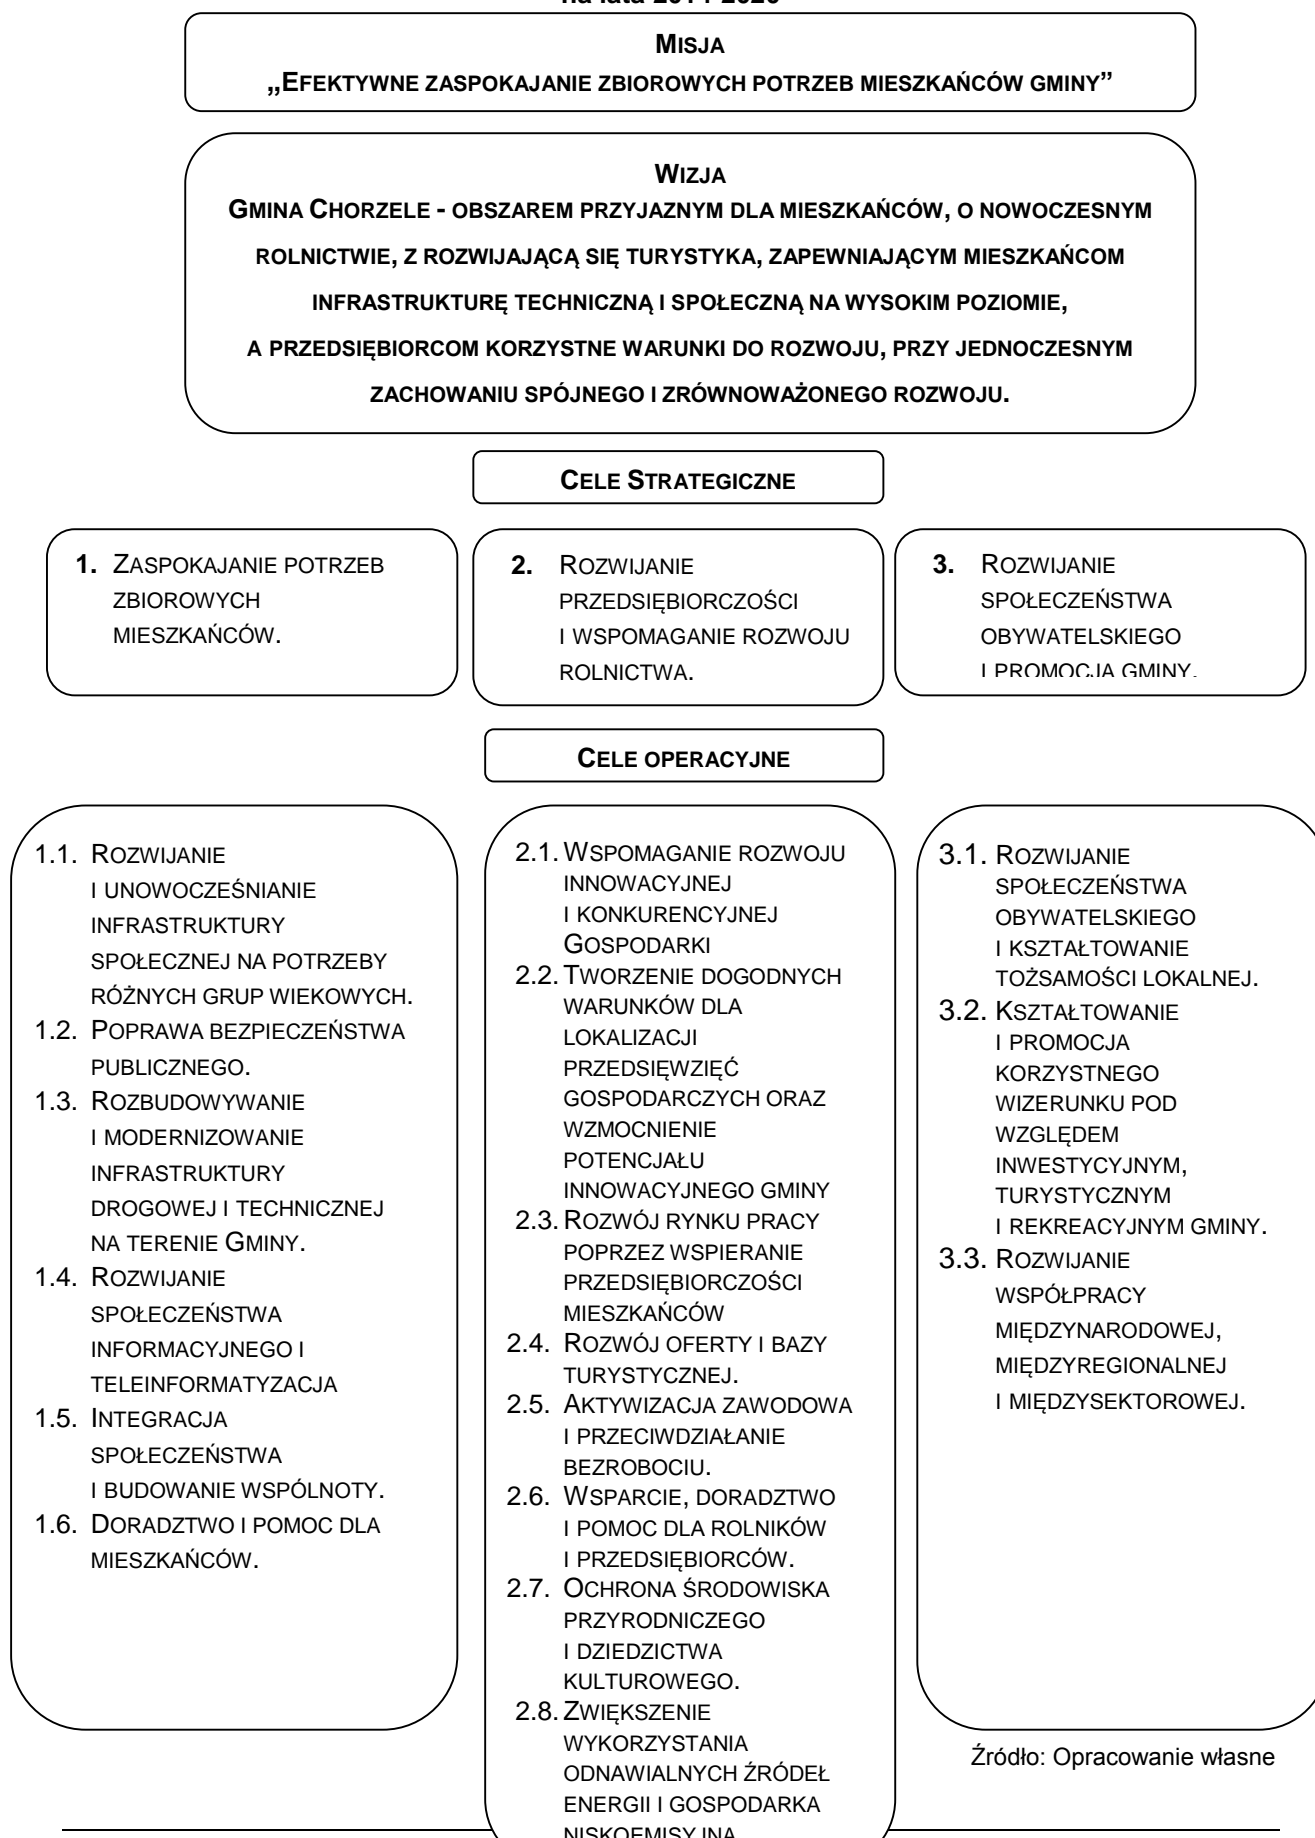 na lata 2014-2020
MISJA
„EFEKTYWNE ZASPOKAJANIE ZBIOROWYCH POTRZEB MIESZKAŃCÓW GMINY”
WIZJA
GMINA CHORZELE - OBSZAREM PRZYJAZNYM DLA MIESZKAŃCÓW, O NOWOCZESNYM
ROLNICTWIE, Z ROZWIJAJĄCĄ SIĘ TURYSTYKA, ZAPEWNIAJĄCYM MIESZKAŃCOM
INFRASTRUKTURĘ TECHNICZNĄ I SPOŁECZNĄ NA WYSOKIM POZIOMIE,
A PRZEDSIĘBIORCOM KORZYSTNE WARUNKI DO ROZWOJU, PRZY JEDNOCZESNYM
ZACHOWANIU SPÓJNEGO I ZRÓWNOWAŻONEGO ROZWOJU.
CELE STRATEGICZNE
1. ZASPOKAJANIE POTRZEB
ZBIOROWYCH
MIESZKAŃCÓW.
2. ROZWIJANIE
PRZEDSIĘBIORCZOŚCI
I WSPOMAGANIE ROZWOJU
ROLNICTWA.
3. ROZWIJANIE
SPOŁECZEŃSTWA
OBYWATELSKIEGO
I PROMOCJA GMINY.
CELE OPERACYJNE
1.1. ROZWIJANIE
I UNOWOCZEŚNIANIE
INFRASTRUKTURY
SPOŁECZNEJ NA POTRZEBY
RÓŻNYCH GRUP WIEKOWYCH.
1.2. POPRAWA BEZPIECZEŃSTWA
PUBLICZNEGO.
1.3. ROZBUDOWYWANIE
I MODERNIZOWANIE
INFRASTRUKTURY
DROGOWEJ I TECHNICZNEJ
NA TERENIE GMINY.
1.4. ROZWIJANIE
SPOŁECZEŃSTWA
INFORMACYJNEGO I
TELEINFORMATYZACJA
1.5. INTEGRACJA
SPOŁECZEŃSTWA
I BUDOWANIE WSPÓLNOTY.
1.6. DORADZTWO I POMOC DLA
MIESZKAŃCÓW.
2.1. WSPOMAGANIE ROZWOJU
INNOWACYJNEJ
I KONKURENCYJNEJ
GOSPODARKI
2.2. TWORZENIE DOGODNYCH
WARUNKÓW DLA
LOKALIZACJI
PRZEDSIĘWZIĘĆ
GOSPODARCZYCH ORAZ
WZMOCNIENIE
POTENCJAŁU
INNOWACYJNEGO GMINY
2.3. ROZWÓJ RYNKU PRACY
POPRZEZ WSPIERANIE
PRZEDSIĘBIORCZOŚCI
MIESZKAŃCÓW
2.4. ROZWÓJ OFERTY I BAZY
TURYSTYCZNEJ.
2.5. AKTYWIZACJA ZAWODOWA
I PRZECIWDZIAŁANIE
BEZROBOCIU.
2.6. WSPARCIE, DORADZTWO
I POMOC DLA ROLNIKÓW
I PRZEDSIĘBIORCÓW.
2.7. OCHRONA ŚRODOWISKA
PRZYRODNICZEGO
I DZIEDZICTWA
KULTUROWEGO.
2.8. ZWIĘKSZENIE
WYKORZYSTANIA
ODNAWIALNYCH ŹRÓDEŁ
ENERGII I GOSPODARKA
NISKOEMISYJNA
3.1. ROZWIJANIE
SPOŁECZEŃSTWA
OBYWATELSKIEGO
I KSZTAŁTOWANIE
TOŻSAMOŚCI LOKALNEJ.
3.2. KSZTAŁTOWANIE
I PROMOCJA
KORZYSTNEGO
WIZERUNKU POD
WZGLĘDEM
INWESTYCYJNYM,
TURYSTYCZNYM
I REKREACYJNYM GMINY.
3.3. ROZWIJANIE
WSPÓŁPRACY
MIĘDZYNARODOWEJ,
MIĘDZYREGIONALNEJ
I MIĘDZYSEKTOROWEJ.
Źródło: Opracowanie własne